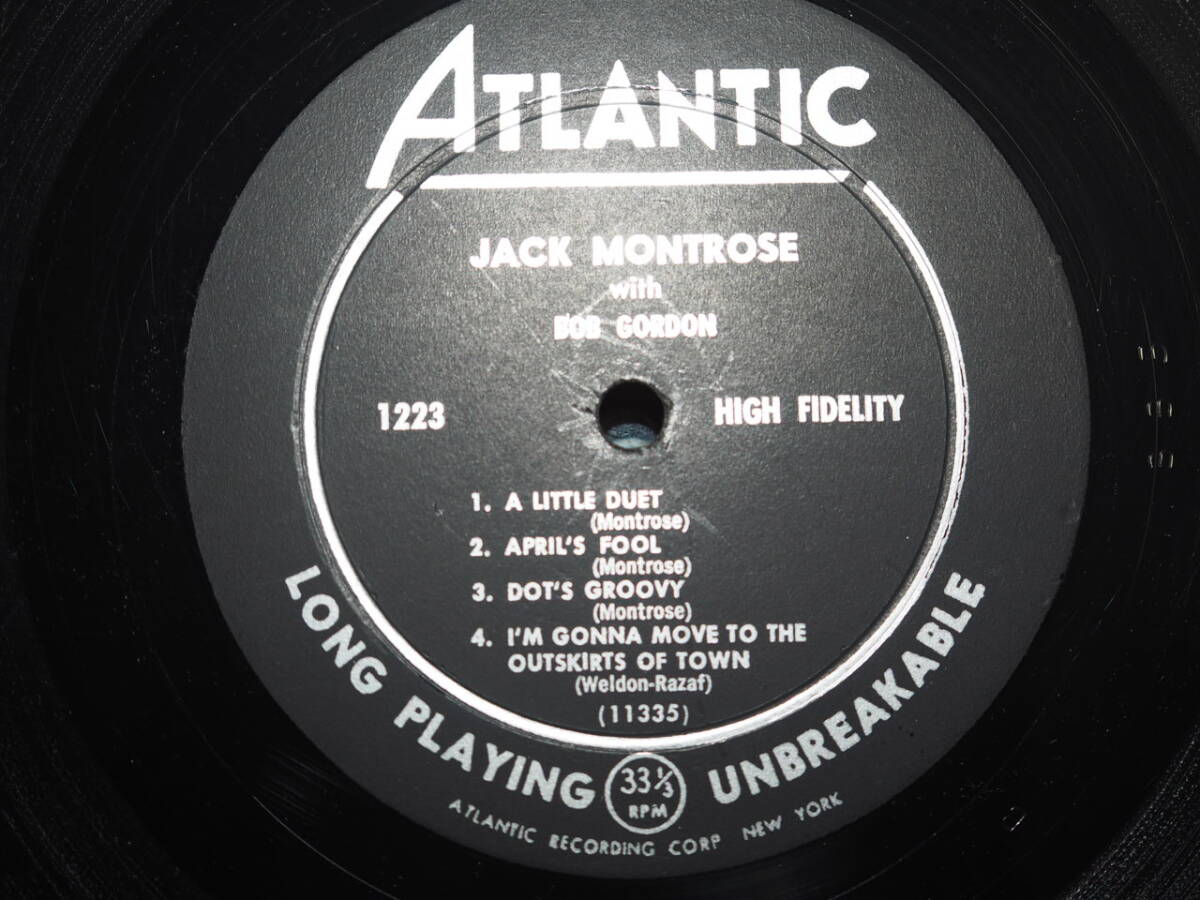 ATLANTIC
JACK MONTROSE
with
BOB GORDON
1223
HIGH FIDELITY
1. A LITTLE DUET
(Montrose)
2. APRIL'S FOOL
(Montrose)
3. DOT'S GROOVY
(Montrose)
4. I'M GONNA MOVE TO THE
OUTSKIRTS OF TOWN
(Weldon-Razaf)
(11335)
LONG PLAYING
33 1/3
RPM
UNBREAKABLE
ATLANTIC RECORDING CORP NEW YORK